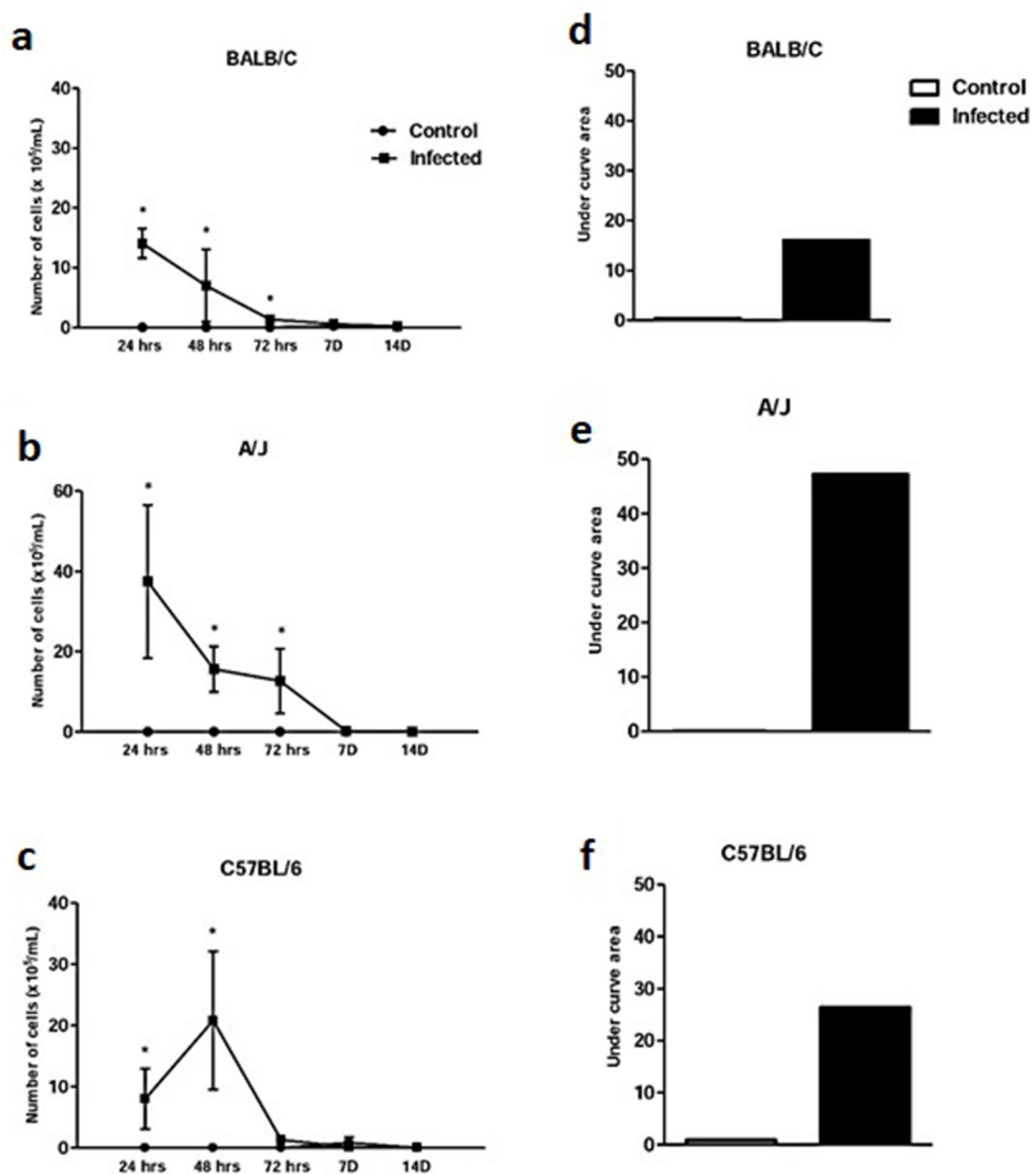 a
BALB/C
Number of cells (x 10⁵/mL)
40
30
20
10
0
* * *
Control
Infected
24 hrs 48 hrs 72 hrs 7D 14D
d
BALB/C
Under curve area
50
40
30
20
10
0
Control
Infected
b
A/J
Number of cells (x10⁵/mL)
60
40
20
0
* * *
24 hrs 48 hrs 72 hrs 7D 14D
e
A/J
Under curve area
50
40
30
20
10
0
c
C57BL/6
Number of cells (x10⁵/mL)
40
30
20
10
0
* *
24 hrs 48 hrs 72 hrs 7D 14D
f
C57BL/6
Under curve area
50
40
30
20
10
0